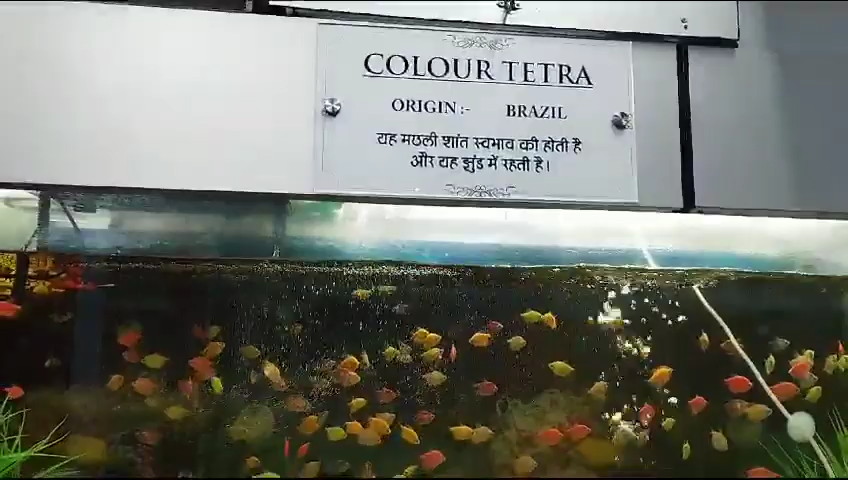 COLOUR TETRA
ORIGIN :- BRAZIL
यह मछली शांत स्वभाव की होती है
और यह झुंड में रहती है।